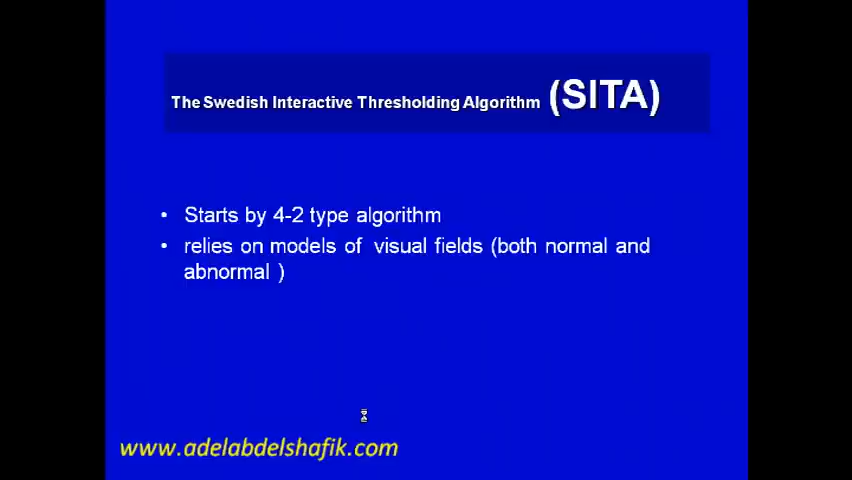 The Swedish Interactive Thresholding Algorithm (SITA)
• Starts by 4-2 type algorithm
• relies on models of visual fields (both normal and
abnormal )
www.adelabdelshafik.com